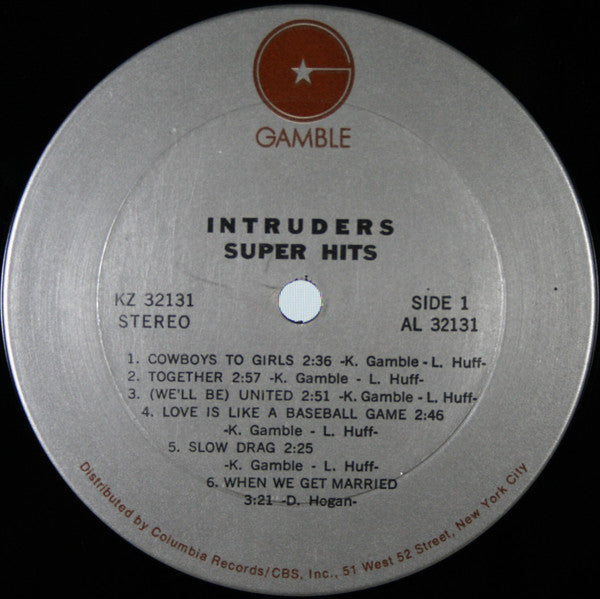 GAMBLE
INTRUDERS
SUPER HITS
KZ 32131
STEREO
SIDE 1
AL 32131
1. COWBOYS TO GIRLS 2:36 -K. Gamble - L. Huff-
2. TOGETHER 2:57 -K. Gamble - L. Huff-
3. (WE'LL BE) UNITED 2:51 -K. Gamble - L. Huff-
4. LOVE IS LIKE A BASEBALL GAME 2:46
-K. Gamble - L. Huff-
5. SLOW DRAG 2:25
-K. Gamble - L. Huff-
6. WHEN WE GET MARRIED
3:21 -D. Hogan-
Distributed by Columbia Records/CBS, Inc., 51 West 52 Street, New York City